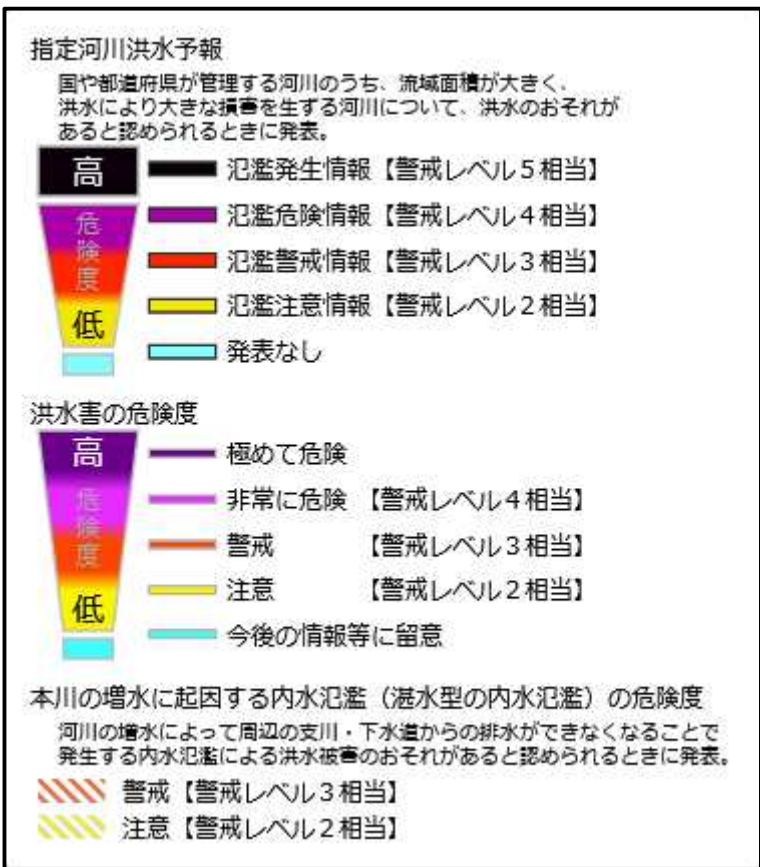 指定河川洪水予報
国や都道府県が管理する河川のうち、流域面積が大きく、
洪水により大きな損害を生ずる河川について、洪水のおそれが
あると認められるときに発表。
高
危険度
低
氾濫発生情報【警戒レベル5相当】
氾濫危険情報【警戒レベル4相当】
氾濫警戒情報【警戒レベル3相当】
氾濫注意情報【警戒レベル2相当】
発表なし
洪水害の危険度
高
危険度
低
極めて危険
非常に危険【警戒レベル4相当】
警戒【警戒レベル3相当】
注意【警戒レベル2相当】
今後の情報等に留意
本川の増水に起因する内水氾濫（湛水型の内水氾濫）の危険度
河川の増水によって周辺の支川・下水道からの排水ができなくなることで
発生する内水氾濫による洪水被害のおそれがあると認められるときに発表。
警戒【警戒レベル3相当】
注意【警戒レベル2相当】